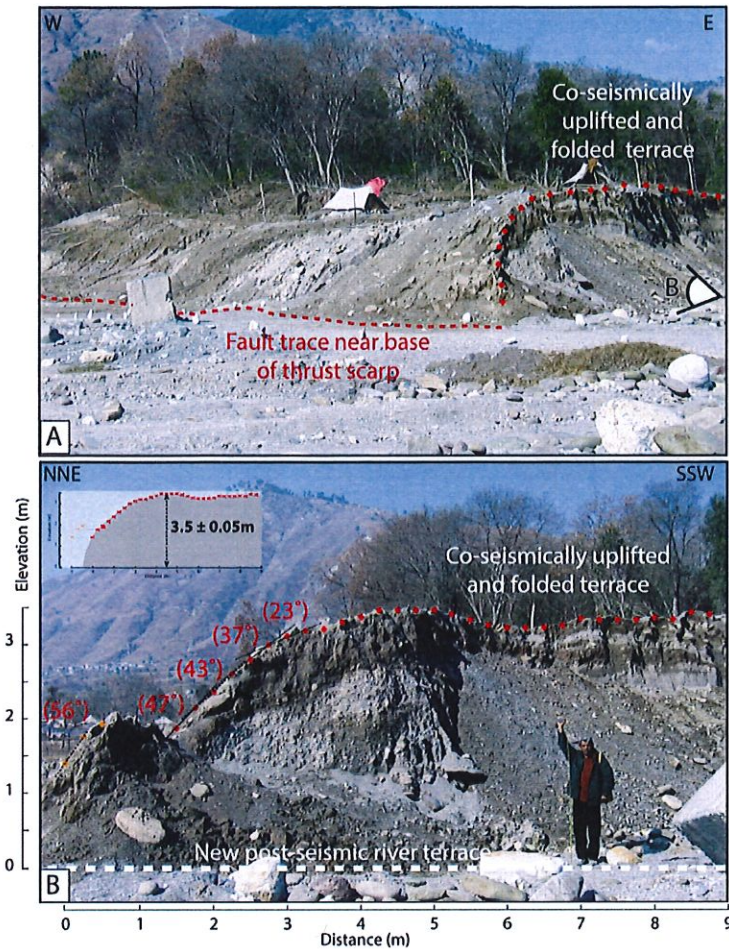 W
E
Co-seismically
uplifted and
folded terrace
B
Fault trace near base
of thrust scarp
A
NNE
SSW
3.5 ± 0.05m
Co-seismically uplifted
and folded terrace
Elevation (m)
3
2
1
0
(23°)
(37°)
(43°)
(47°)
(56°)
New post-seismic river terrace
B
0 1 2 3 4 5 6 7 8 9
Distance (m)